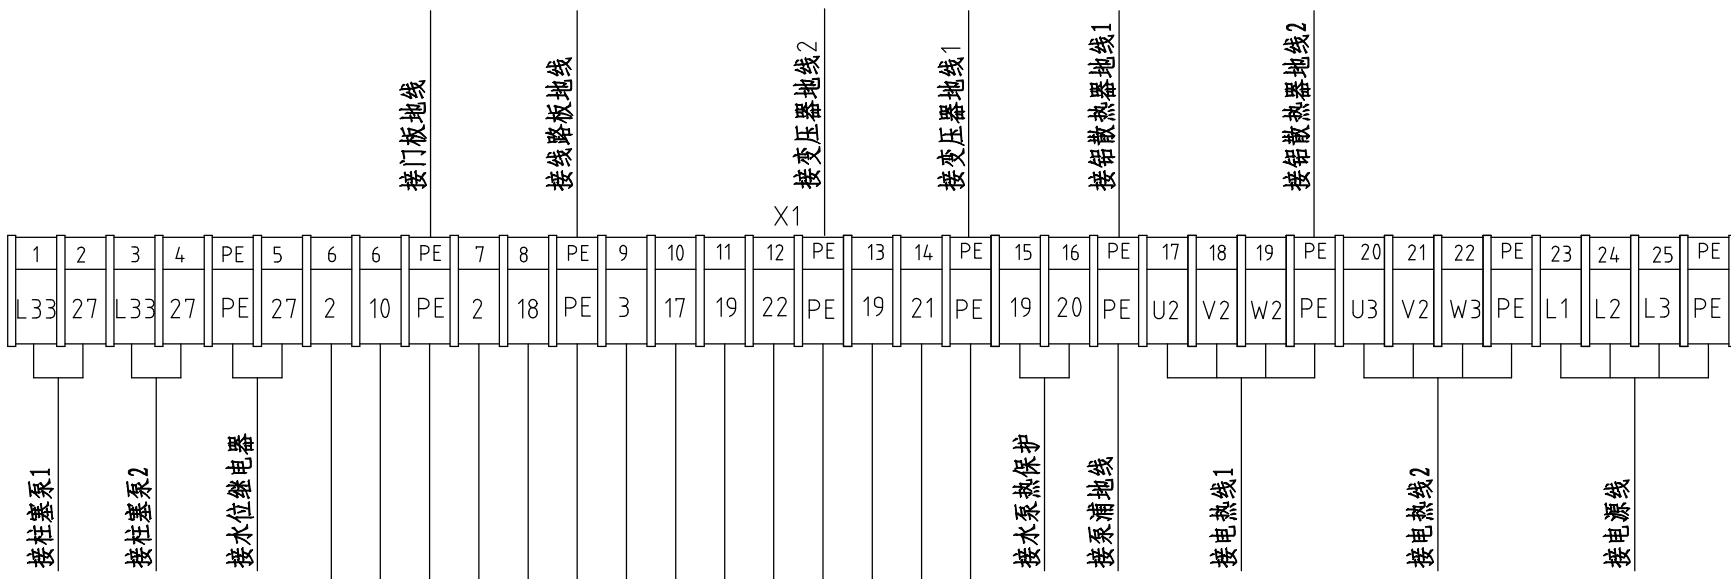 接门板地线
接线路板地线
接变压器地线2
接变压器地线1
接铝散热器地线1
接铝散热器地线2
X1
1 2 3 4 PE 5 6 6 PE 7 8 PE 9 10 11 12 PE 13 14 PE 15 16 PE 17 18 19 PE 20 21 22 PE 23 24 25 PE
L33 27 L33 27 PE 27 2 10 PE 2 18 PE 3 17 19 22 PE 19 21 PE 19 20 PE U2 V2 W2 PE U3 V2 W3 PE L1 L2 L3 PE
接柱塞泵1
接柱塞泵2
接水位继电器
接水泵热保护
接泵浦地线
接电热线1
接电热线2
接电源线